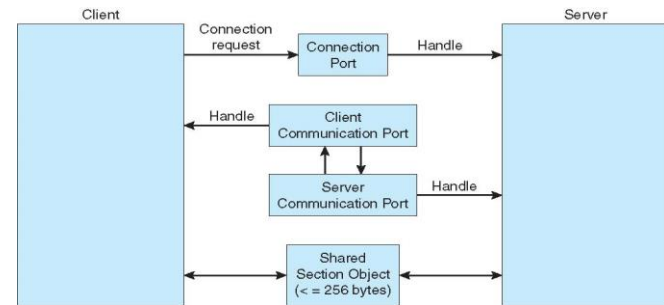 Client
Server
Connection
request
Connection
Port
Handle
Handle
Client
Communication Port
Server
Communication Port
Handle
Shared
Section Object
(< = 256 bytes)